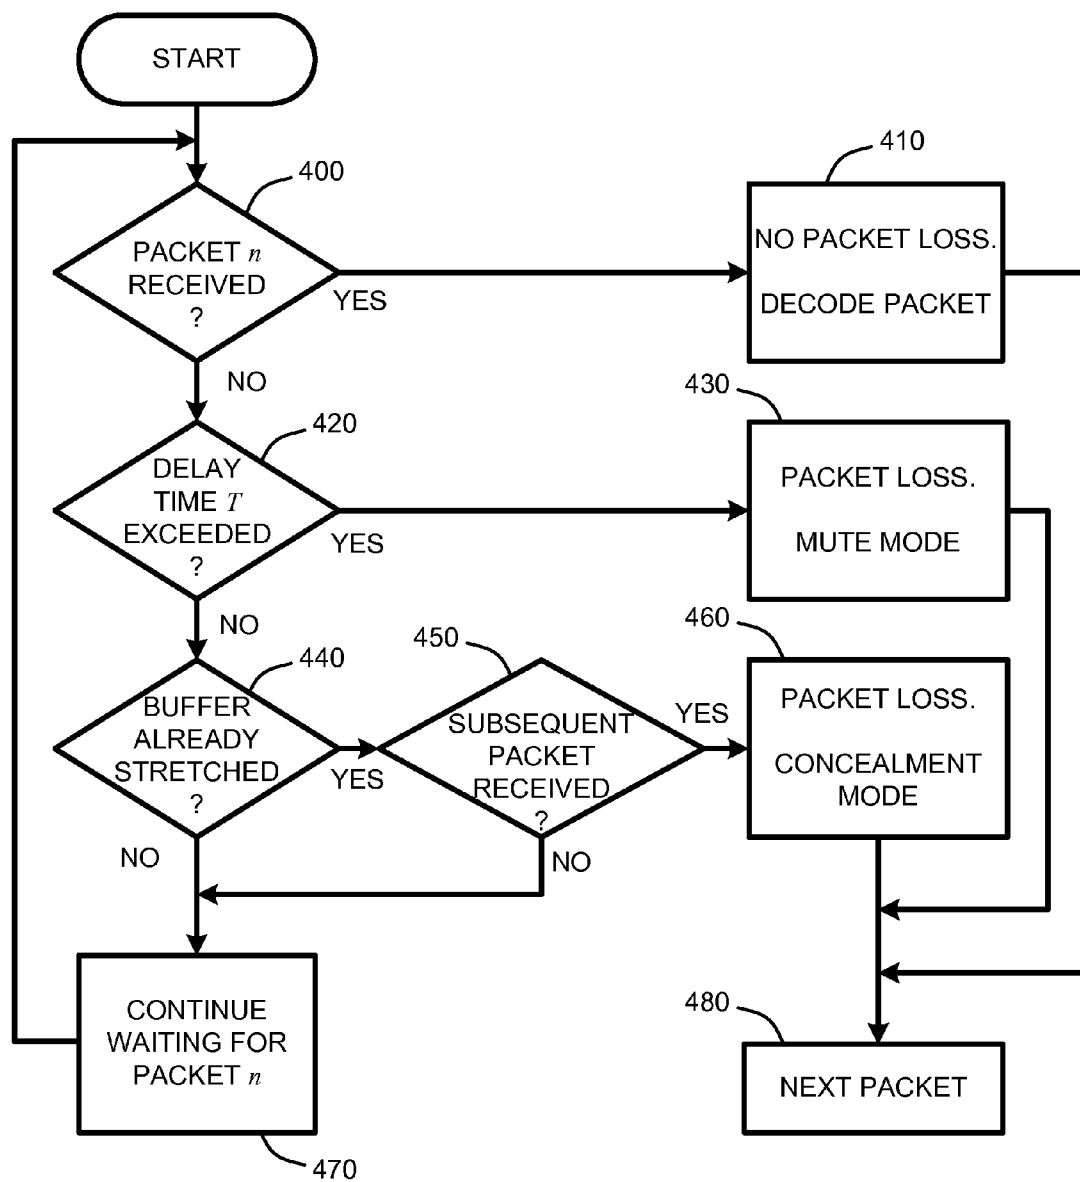 START
400
PACKET n
RECEIVED
?
YES
NO
410
NO PACKET LOSS.
DECODE PACKET
420
DELAY
TIME T
EXCEEDED
?
YES
NO
430
PACKET LOSS.
MUTE MODE
440
BUFFER
ALREADY
STRETCHED
?
YES
NO
450
SUBSEQUENT
PACKET
RECEIVED
?
YES
NO
460
PACKET LOSS.
CONCEALMENT
MODE
CONTINUE
WAITING FOR
PACKET n
470
480
NEXT PACKET